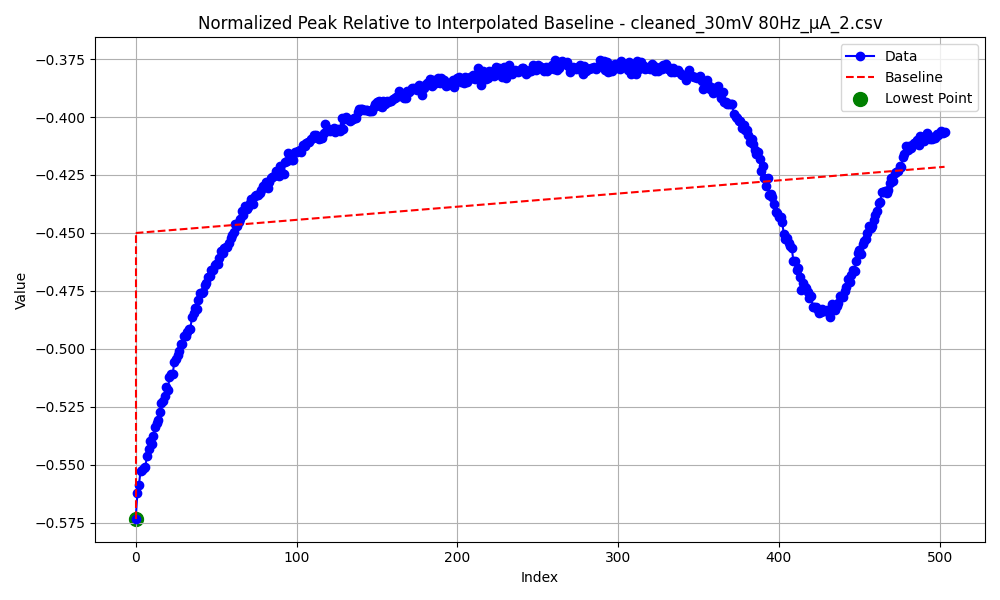 Normalized Peak Relative to Interpolated Baseline - cleaned_30mV 80Hz_µA_2.csv
Data
Baseline
Lowest Point
Value
−0.375
−0.400
−0.425
−0.450
−0.475
−0.500
−0.525
−0.550
−0.575
0
100
200
300
400
500
Index